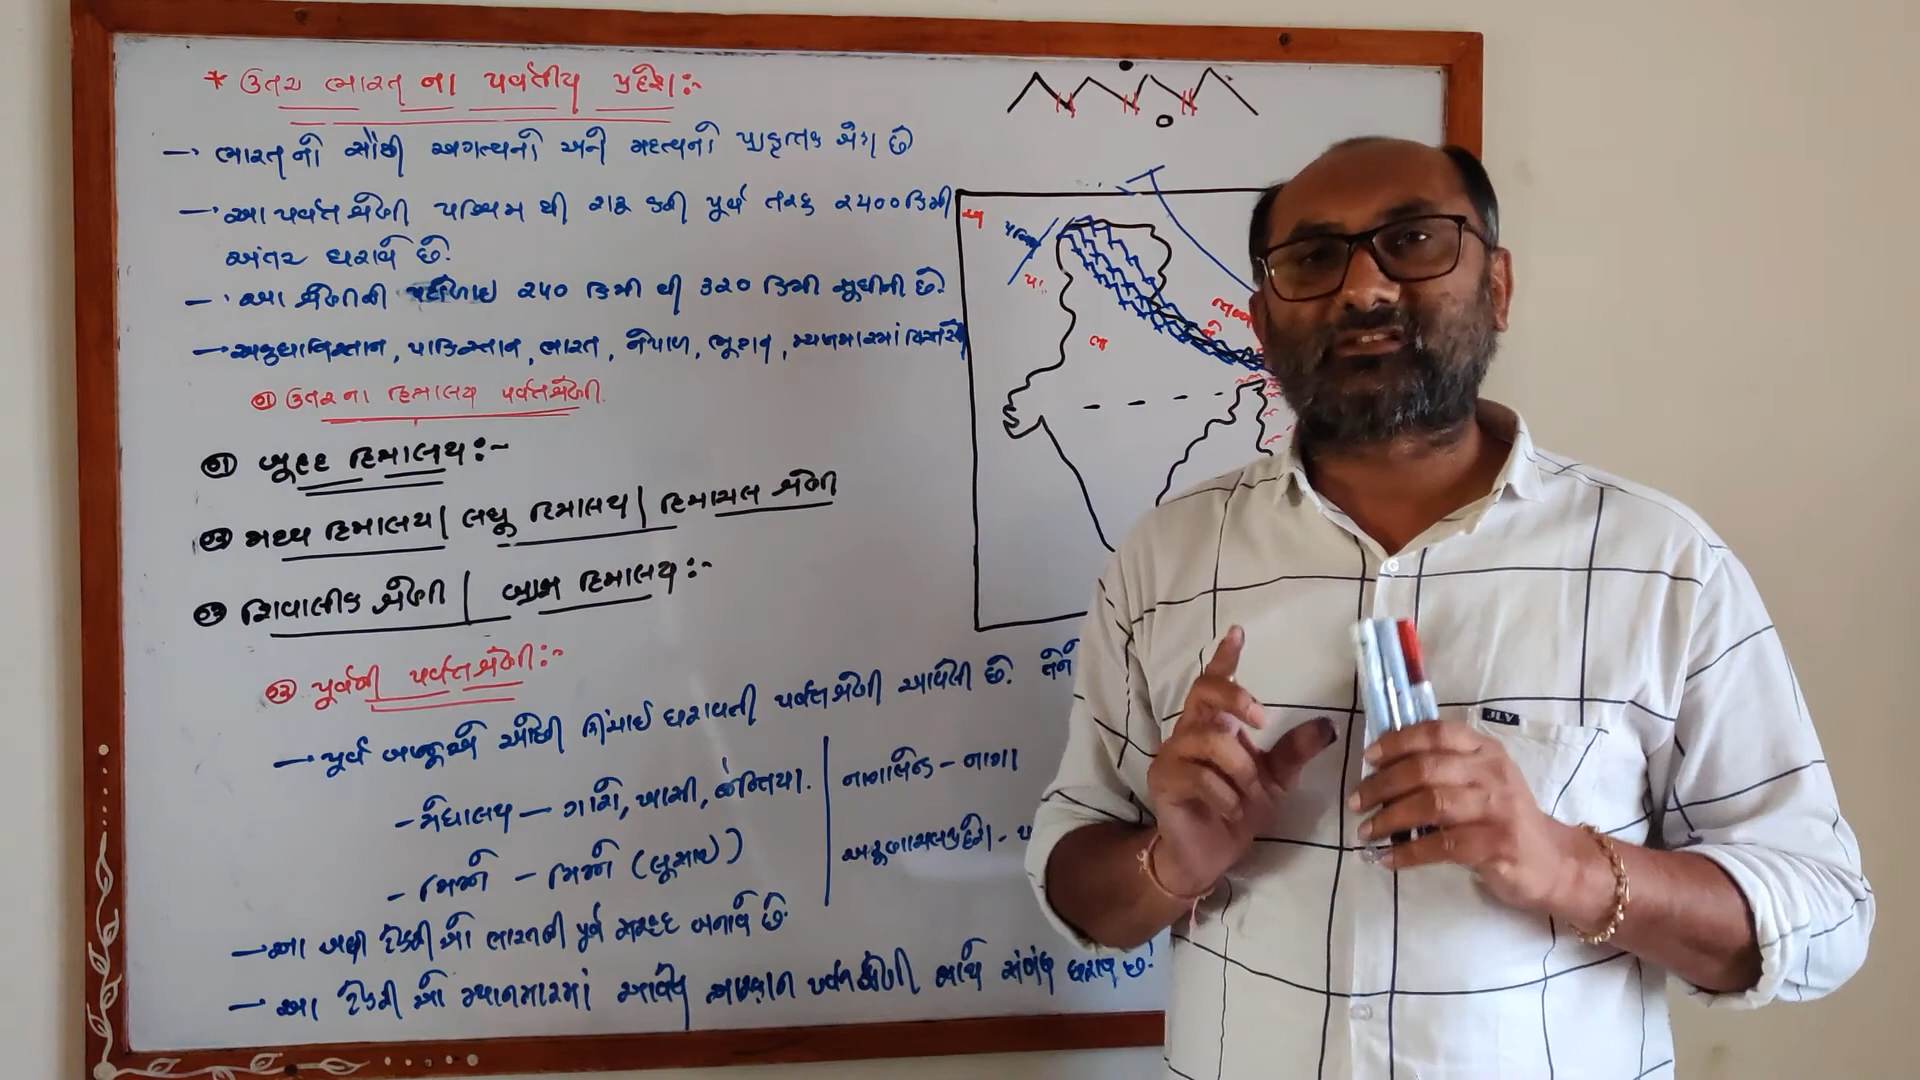 * ઉત્તર ભારત ના પર્વતીય પ્રદેશ :-
→ ભારતનો સૌથી અગત્યનો અને મહત્વનો પ્રાકૃતિક ક્ષેત્ર છે
→ આ પર્વતશ્રેણી પશ્ચિમ થી શરૂ કરી પૂર્વ તરફ ૨૫૦૦ કિમી
અંતર ધરાવે છે.
→ આ શ્રેણીની પહોળાઇ ૨૫૦ કિમી થી ૩૨૦ કિમી સુધીની છે.
→ અફઘાનિસ્તાન, પાકિસ્તાન, ભારત, નેપાળ, ભૂતાન, મ્યાનમારમાં
① ઉત્તરના હિમાલય પર્વતશ્રેણી
① બૃહદ હિમાલય :-
② મધ્ય હિમાલય | લઘુ હિમાલય | હિમાચલ શ્રેણી
③ શિવાલીક શ્રેણી | બાહ્ય હિમાલય :-
② પૂર્વની પર્વતશ્રેણી :-
→ પૂર્વ બાજુએ ઓછી ઊંચાઈ ધરાવતી પર્વતશ્રેણી આવેલી છે. તેને
- મેઘાલય - ગારો, ખાસી, જૈન્તિયા.
નાગાલેન્ડ - નાગા
- મિઝો - મિઝો (લુસાઇ)
અરૂણાચલપ્રદેશ - પ
→ આ બધી ટેકરીઓ ભારતની પૂર્વ સરહદ બનાવે છે
→ આ ટેકરીઓ મ્યાનમારમાં આવેલ આરાકાન પર્વતશ્રેણી સાથે સંબંધ ધરાવે છે.
અ
પા.
ભા
JLV